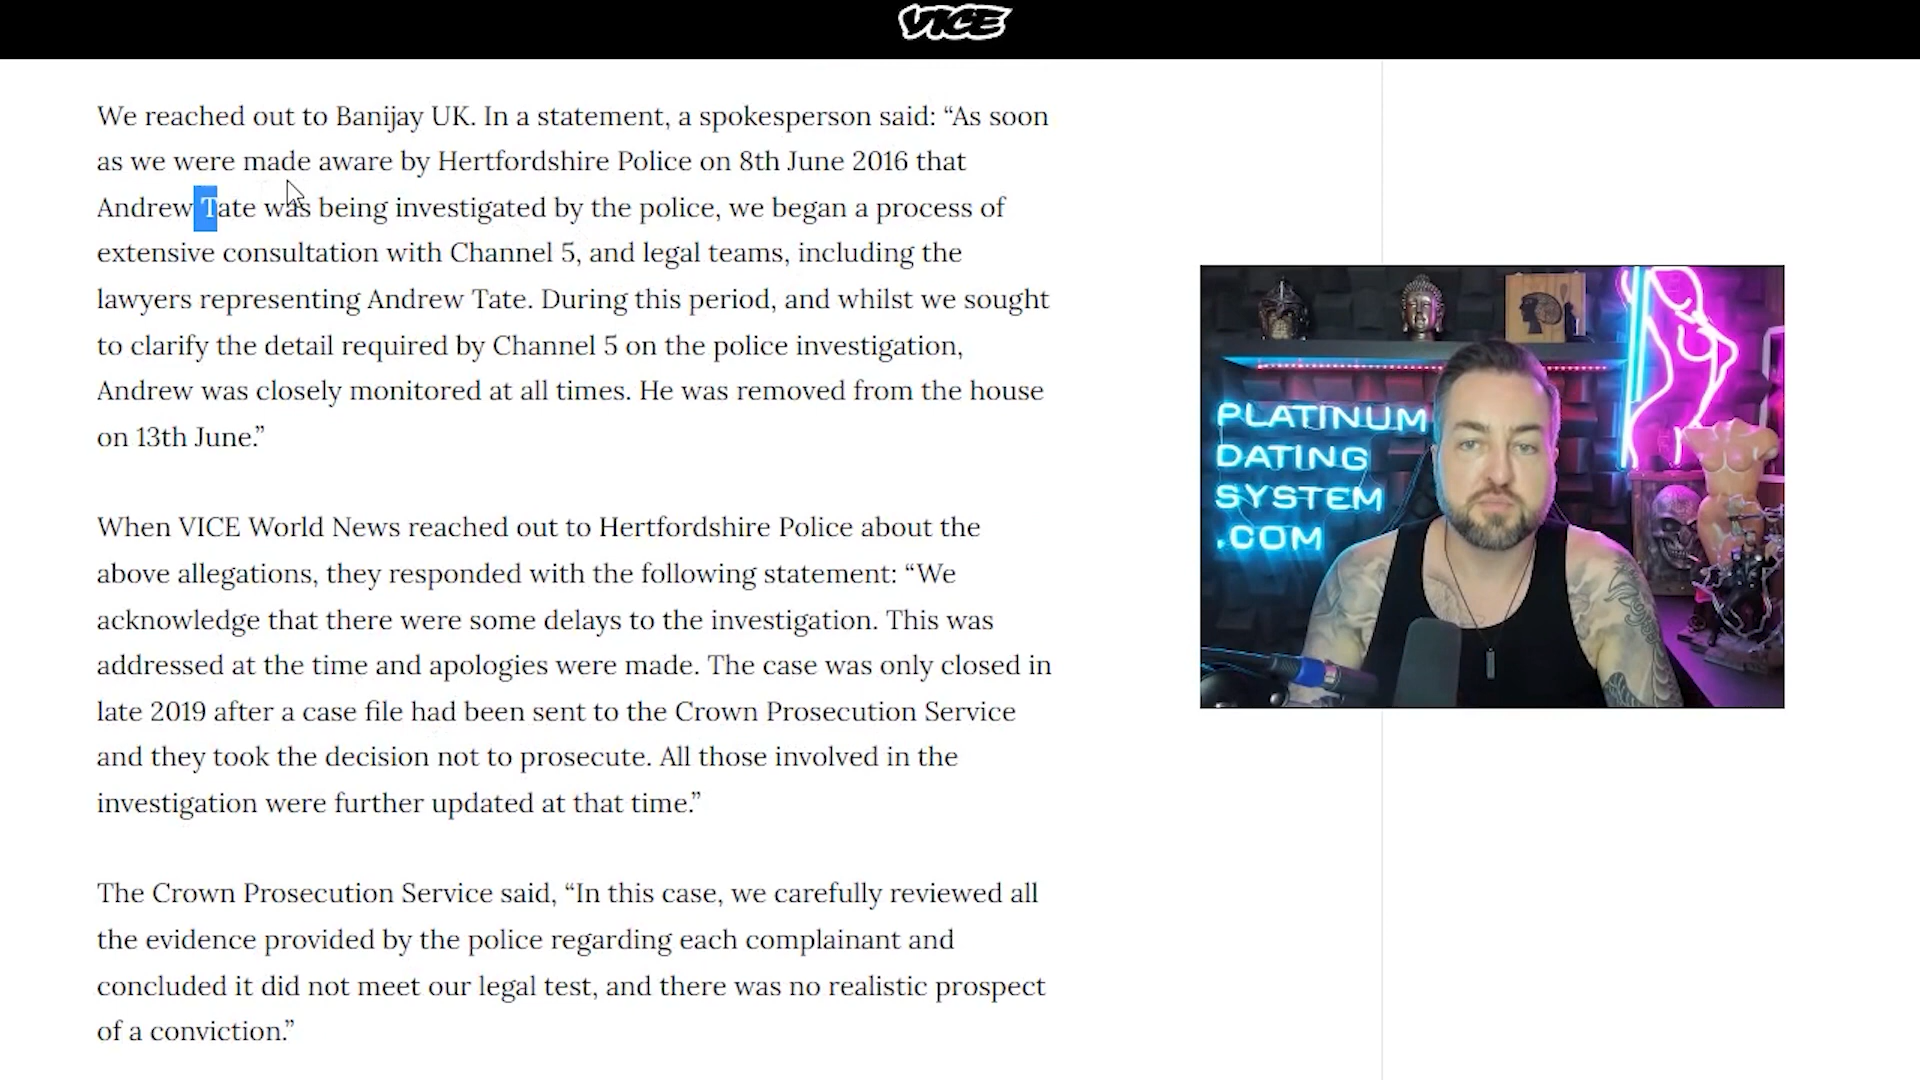 VICE
We reached out to Banijay UK. In a statement, a spokesperson said: “As soon
as we were made aware by Hertfordshire Police on 8th June 2016 that
Andrew Tate was being investigated by the police, we began a process of
extensive consultation with Channel 5, and legal teams, including the
lawyers representing Andrew Tate. During this period, and whilst we sought
to clarify the detail required by Channel 5 on the police investigation,
Andrew was closely monitored at all times. He was removed from the house
on 13th June.”
When VICE World News reached out to Hertfordshire Police about the
above allegations, they responded with the following statement: “We
acknowledge that there were some delays to the investigation. This was
addressed at the time and apologies were made. The case was only closed in
late 2019 after a case file had been sent to the Crown Prosecution Service
and they took the decision not to prosecute. All those involved in the
investigation were further updated at that time.”
The Crown Prosecution Service said, “In this case, we carefully reviewed all
the evidence provided by the police regarding each complainant and
concluded it did not meet our legal test, and there was no realistic prospect
of a conviction.”
PLATINUM
DATING
SYSTEM
.COM